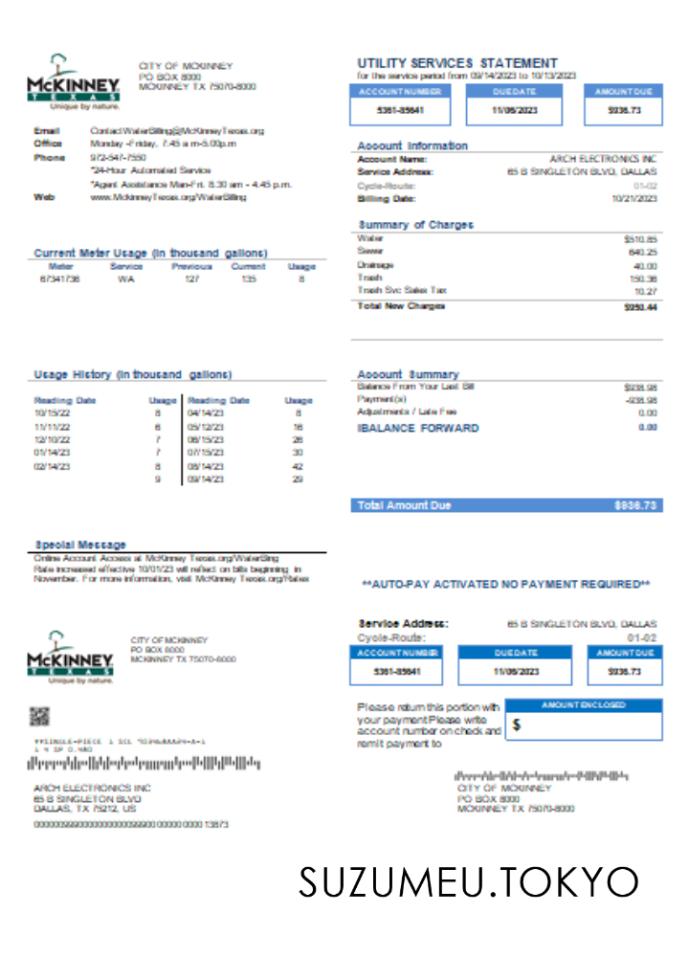 McKINNEY
TEXAS
Unique by nature.
CITY OF MCKINNEY
PO BOX 8000
MCKINNEY TX 75070-8000
Email ContactWaterBilling@McKinneyTexas.org
Office Monday -Friday, 7.45 a m-5.00p.m
Phone 972-547-7550
*24-Hour Automated Service
*Agent Assistance Man-Fri. 8.30 am - 4.45 p.m.
Web www.McKinneyTexas.org/WaterBilling
Current Meter Usage (in thousand gallons)
Meter Service Previous Current Usage
67341736 WA 127 135 8
Usage History (in thousand gallons)
Reading Date Usage Reading Date Usage
10/15/22 8 04/14/23 8
11/11/22 6 05/12/23 16
12/10/22 7 06/15/23 26
01/14/23 7 07/15/23 30
02/14/23 8 08/14/23 42
9 09/14/23 29
Special Message
Online Account Access at McKinney Texas.org/WaterBing
Rate increased effective 10/01/23 will reflect on bills beginning in
November. For more information, visit McKinney Texas.org/Rates
UTILITY SERVICES STATEMENT
for the service period from 09/14/2023 to 10/13/2023
ACCOUNT NUMBER DUE DATE AMOUNT DUE
5361-85641 11/06/2023 $936.73
Account Information
Account Name: ARCH ELECTRONICS INC
Service Address: 65 B SINGLETON BLVD, DALLAS
Cycle-Route: 01-02
Billing Date: 10/21/2023
Summary of Charges
Water $510.85
Sewer 640.25
Drainage 40.00
Trash 150.36
Trash Svc Sales Tax 10.27
Total New Charges $950.44
Account Summary
Balance From Your Last Bill $938.98
Payment(s) -938.98
Adjustments / Late Fee 0.00
IBALANCE FORWARD 0.00
Total Amount Due $936.73
**AUTO-PAY ACTIVATED NO PAYMENT REQUIRED**
McKINNEY
TEXAS
Unique by nature.
CITY OF MCKINNEY
PO BOX 8000
MCKINNEY TX 75070-8000
Service Address: 65 B SINGLETON BLVD, DALLAS
Cycle-Route: 01-02
ACCOUNT NUMBER DUE DATE AMOUNT DUE
5361-85641 11/06/2023 $936.73
Please return this portion with
your payment Please write
account number on check and
remit payment to
AMOUNT ENCLOSED
$
ARCH ELECTRONICS INC
65 B SINGLETON BLVD
DALLAS, TX 75212, US
CITY OF MCKINNEY
PO BOX 8000
MCKINNEY TX 75070-8000
SUZUMEU.TOKYO